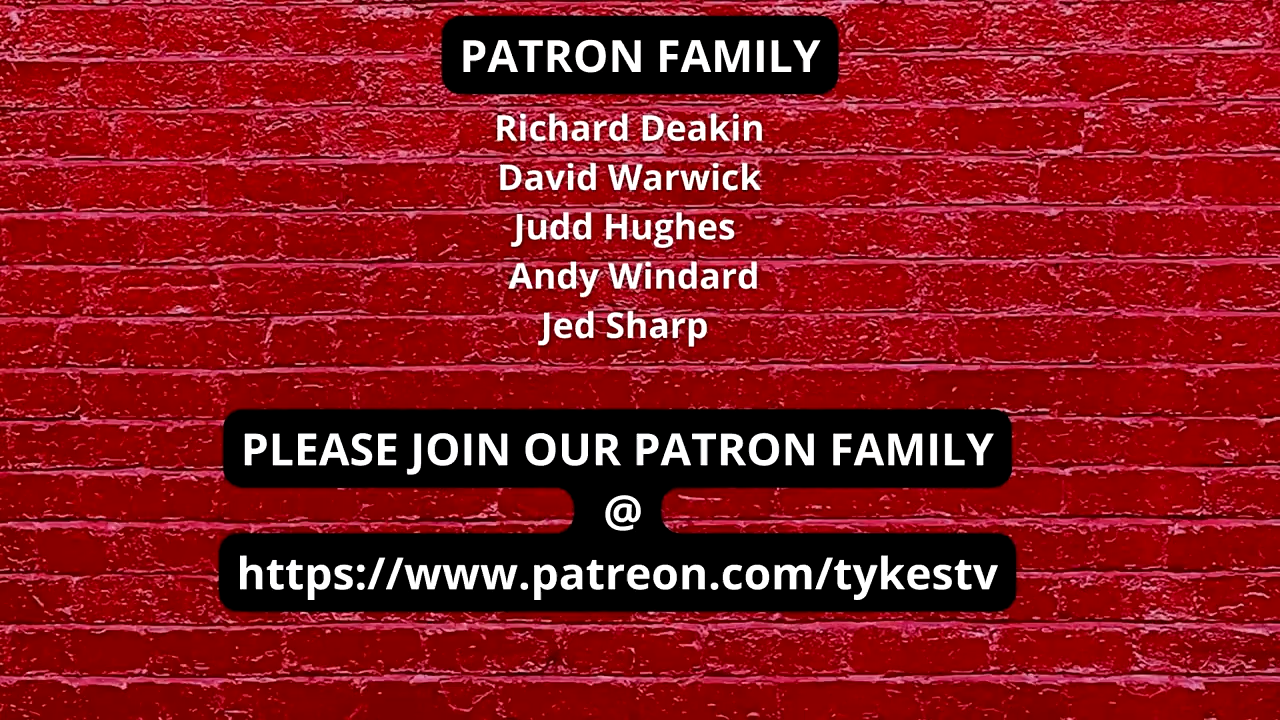 PATRON FAMILY
Richard Deakin
David Warwick
Judd Hughes
Andy Windard
Jed Sharp
PLEASE JOIN OUR PATRON FAMILY
@
https://www.patreon.com/tykestv